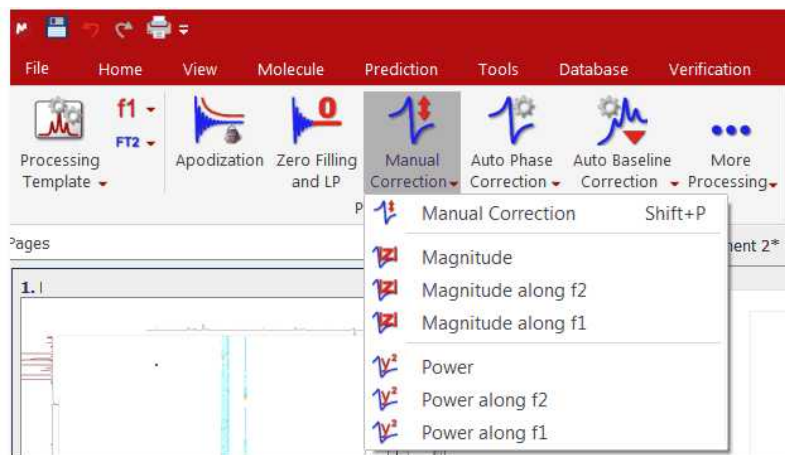 File Home View Molecule Prediction Tools Database Verification
f1
FT2
Processing Template
Apodization
Zero Filling and LP
Manual Correction
Auto Phase Correction
Auto Baseline Correction
More Processing
P
Manual Correction Shift+P
Pages
ment 2*
Magnitude
1.
Magnitude along f2
Magnitude along f1
Power
Power along f2
Power along f1